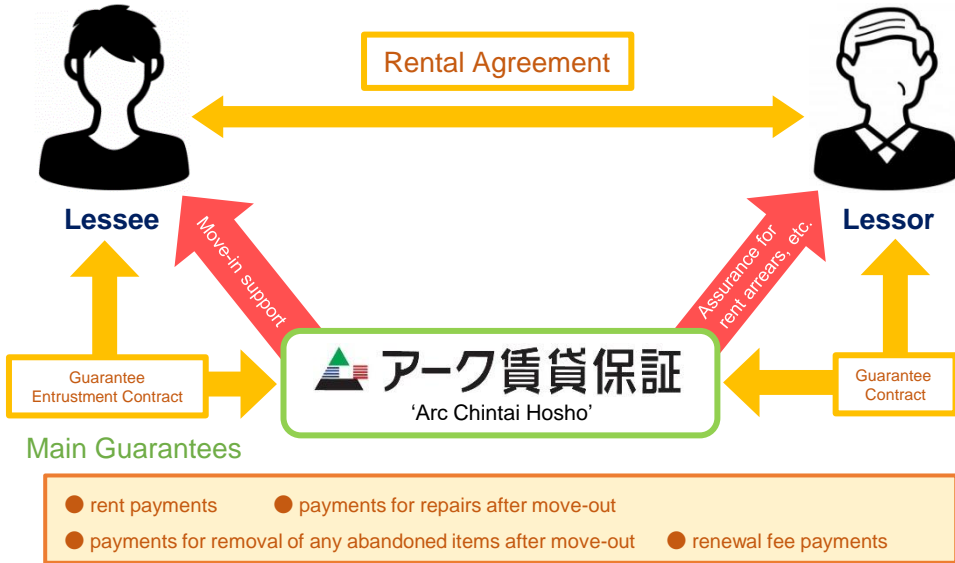 Rental Agreement
Lessee
Lessor
Move-in support
Assurance for
rent arrears, etc.
Guarantee
Entrustment Contract
アーク賃貸保証
‘Arc Chintai Hosho’
Guarantee
Contract
Main Guarantees
● rent payments ● payments for repairs after move-out
● payments for removal of any abandoned items after move-out ● renewal fee payments